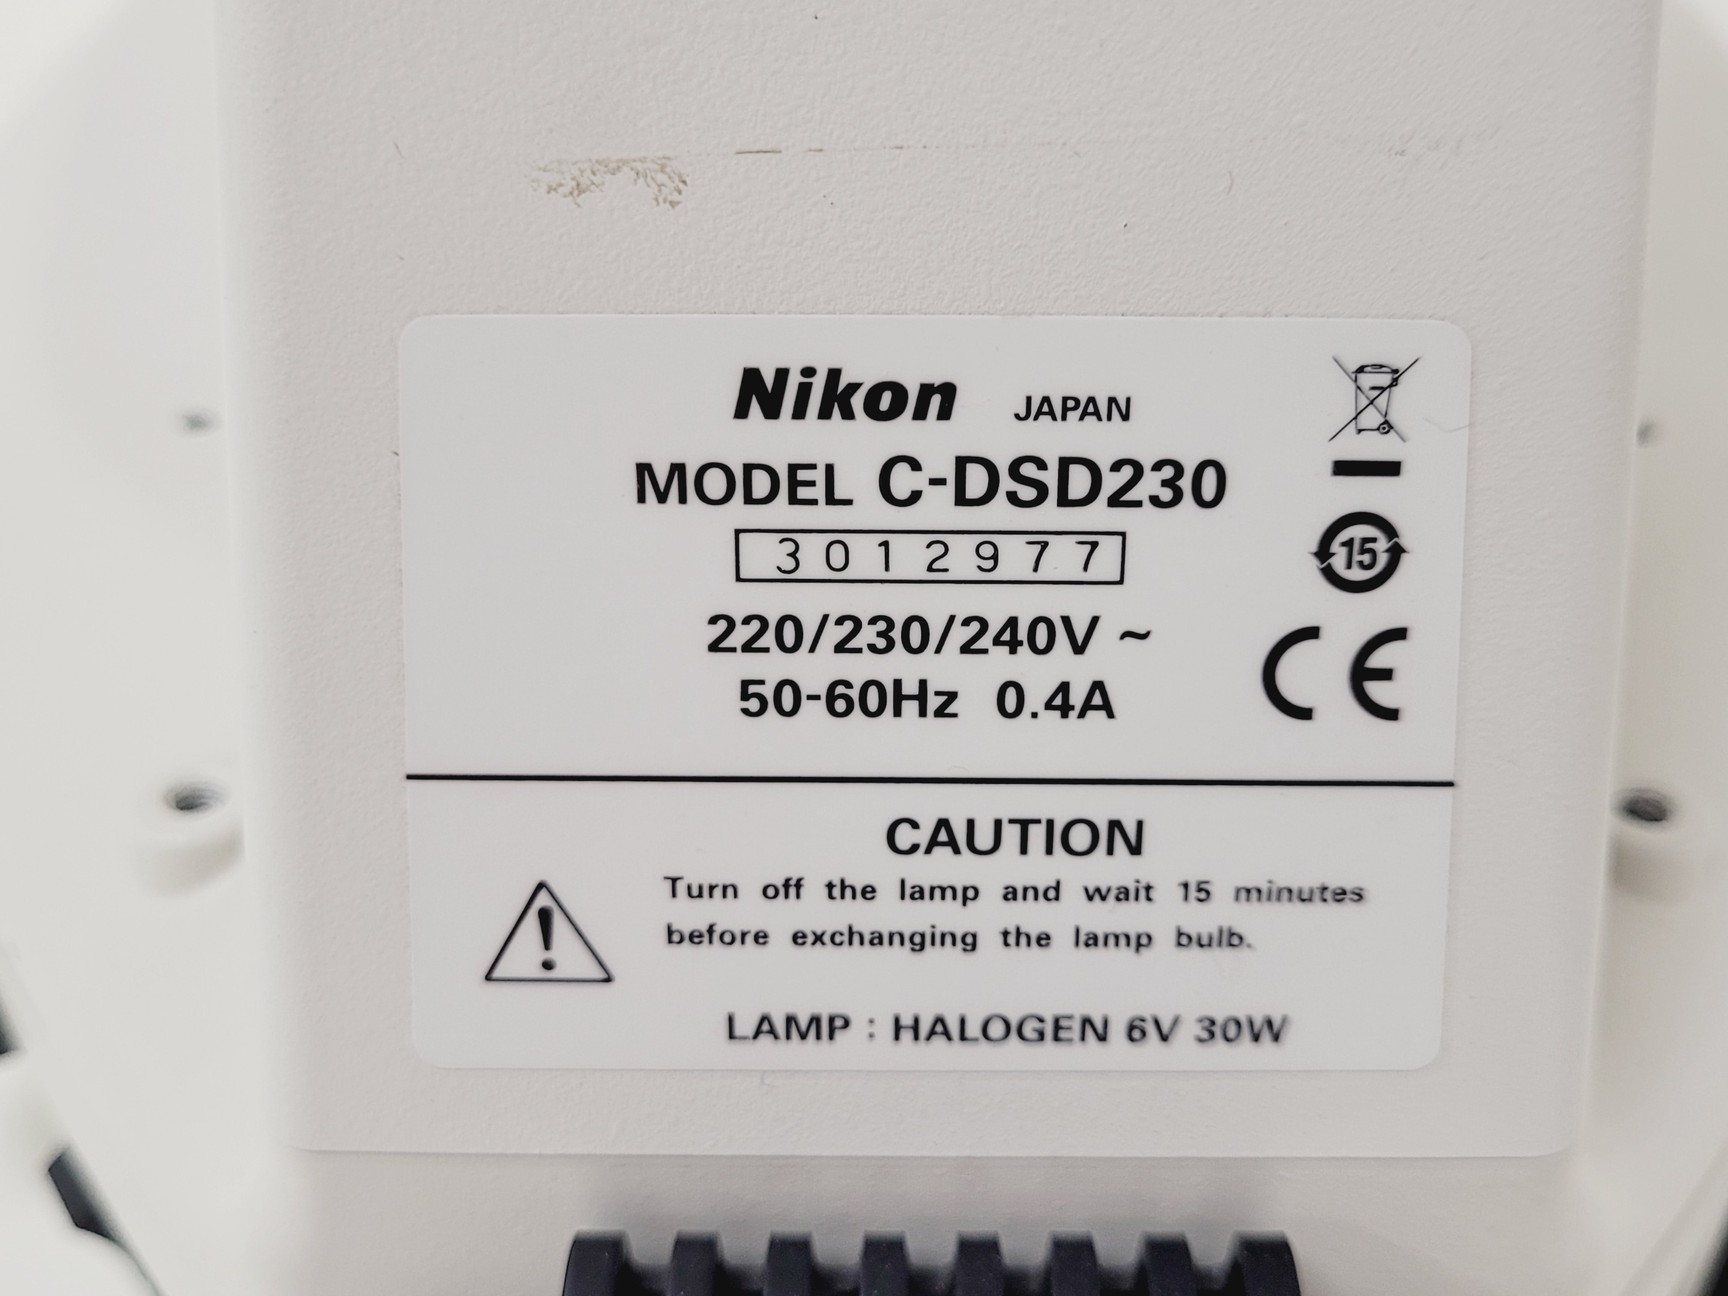 Nikon JAPAN
MODEL C-DSD230
3012977
220/230/240V ~
50-60Hz 0.4A
15
CE
CAUTION
Turn off the lamp and wait 15 minutes
before exchanging the lamp bulb.
LAMP : HALOGEN 6V 30W